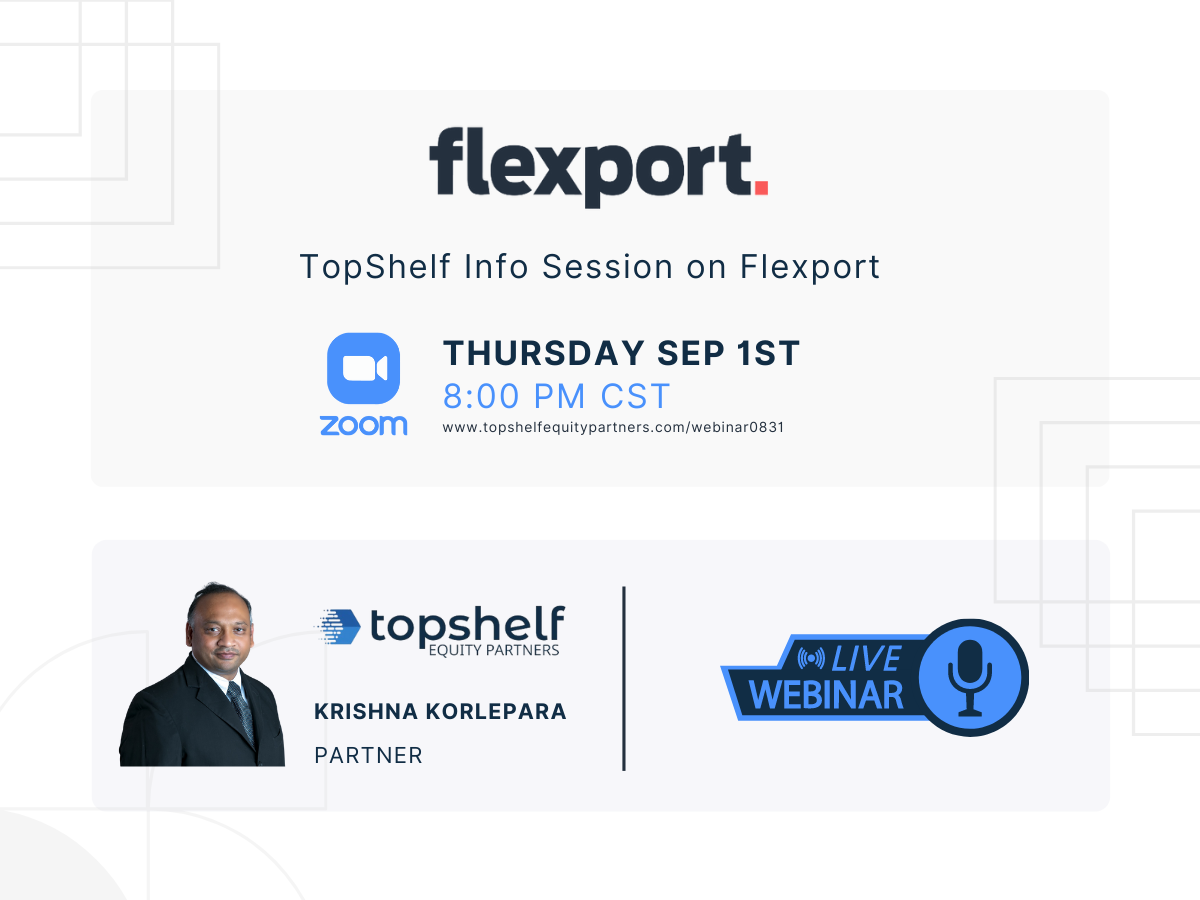 flexport.
TopShelf Info Session on Flexport
THURSDAY SEP 1ST
8:00 PM CST
zoom
www.topshelfequitypartners.com/webinar0831
topshelf
EQUITY PARTNERS
KRISHNA KORLEPARA
PARTNER
LIVE
WEBINAR